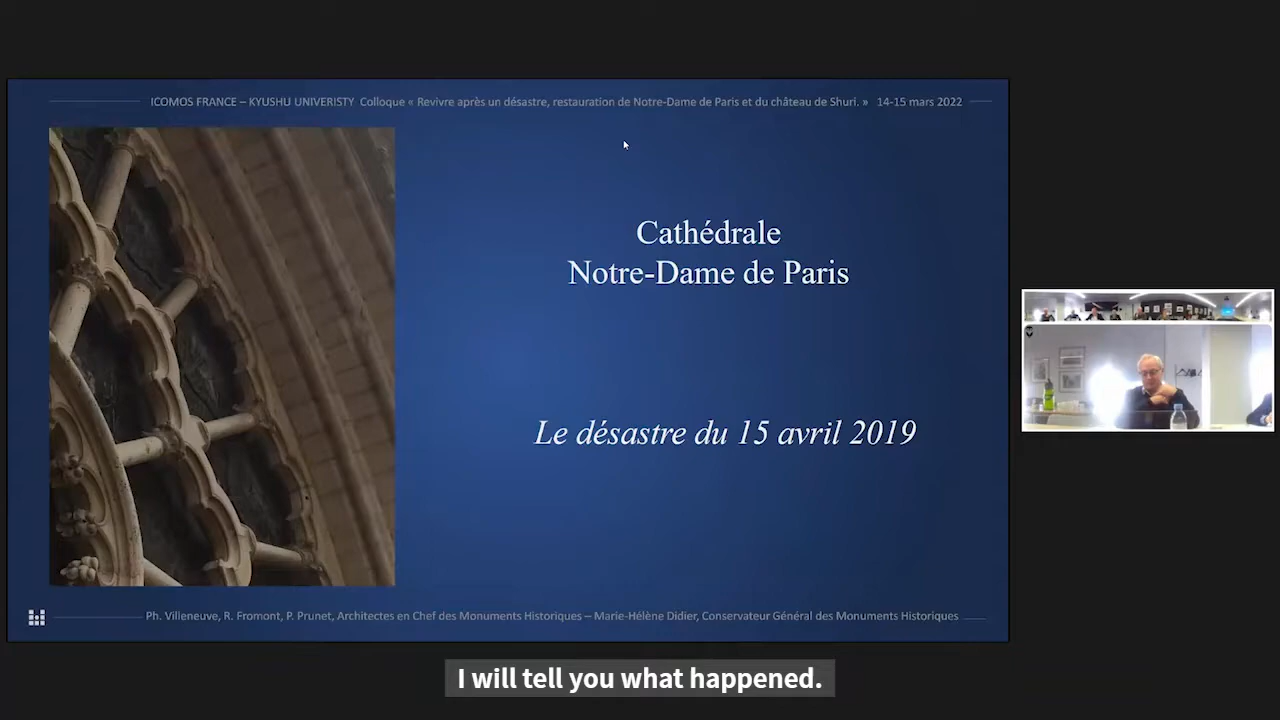 ICOMOS FRANCE – KYUSHU UNIVERISTY Colloque « Revivre après un désastre, restauration de Notre-Dame de Paris et du château de Shuri. » 14-15 mars 2022
Cathédrale
Notre-Dame de Paris
Le désastre du 15 avril 2019
Ph. Villeneuve, R. Fromont, P. Prunet, Architectes en Chef des Monuments Historiques – Marie-Hélène Didier, Conservateur Général des Monuments Historiques
I will tell you what happened.